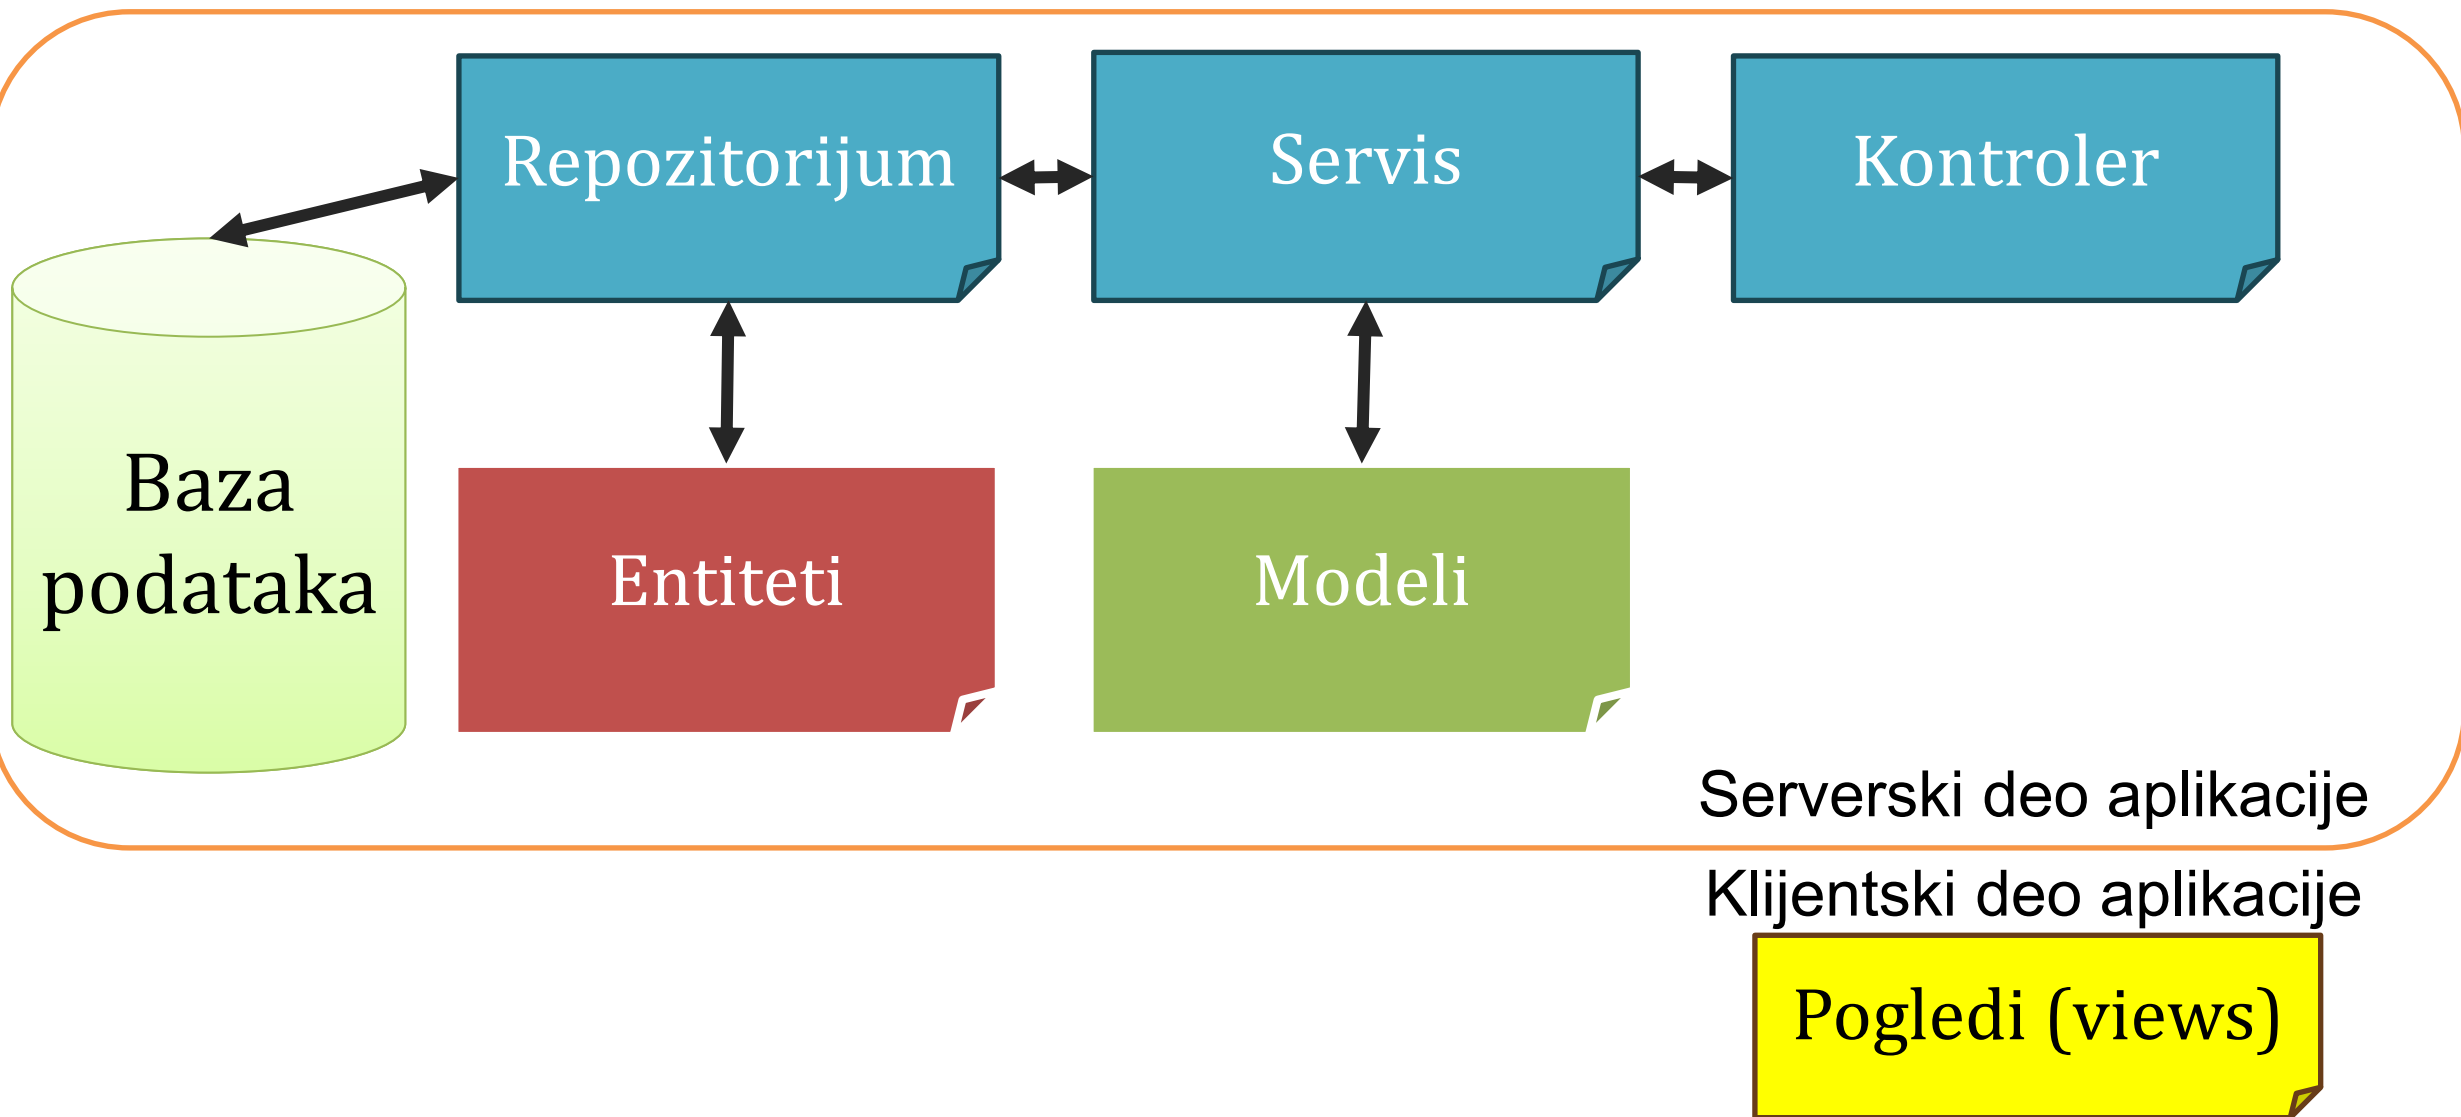 Repozitorijum
Servis
Kontroler
Baza
podataka
Entiteti
Modeli
Serverski deo aplikacije
Klijentski deo aplikacije
Pogledi (views)